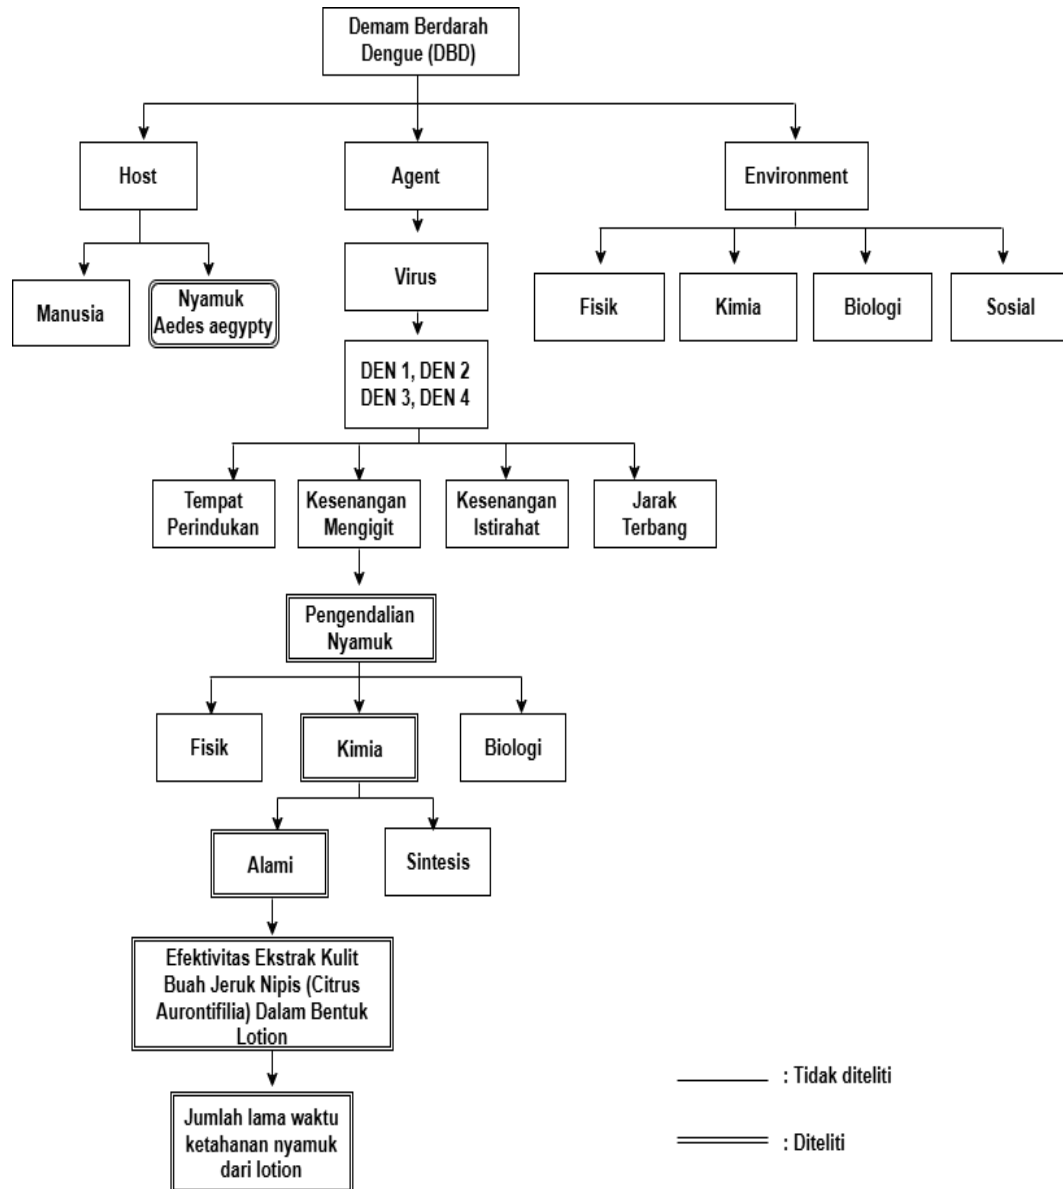 Demam Berdarah
Dengue (DBD)
Host
Agent
Environment
Manusia
Nyamuk
Aedes aegypty
Virus
Fisik
Kimia
Biologi
Sosial
DEN 1, DEN 2
DEN 3, DEN 4
Tempat
Perindukan
Kesenangan
Mengigit
Kesenangan
Istirahat
Jarak
Terbang
Pengendalian
Nyamuk
Fisik
Kimia
Biologi
Alami
Sintesis
Efektivitas Ekstrak Kulit
Buah Jeruk Nipis (Citrus
Aurontifilia) Dalam Bentuk
Lotion
Jumlah lama waktu
ketahanan nyamuk
dari lotion
: Tidak diteliti
: Diteliti